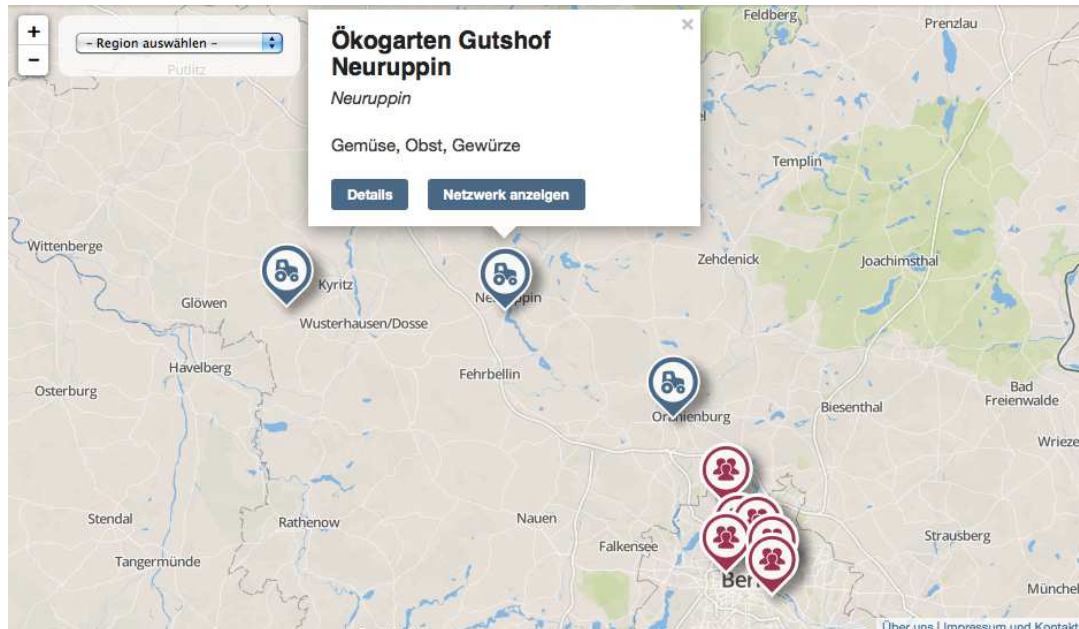 +
−
– Region auswählen –
Putlitz
Ökogarten Gutshof
Neuruppin
Neuruppin
Gemüse, Obst, Gewürze
Details
Netzwerk anzeigen
×
Feldberg
Prenzlau
Templin
Wittenberge
Zehdenick
Joachimsthal
Kyritz
Glöwen
Wusterhausen/Dosse
Havelberg
Fehrbellin
Osterburg
Bad
Freienwalde
Biesenthal
Wrieze
Stendal
Rathenow
Nauen
Falkensee
Strausberg
Tangermünde
Münche
Über uns | Impressum und Kontakt